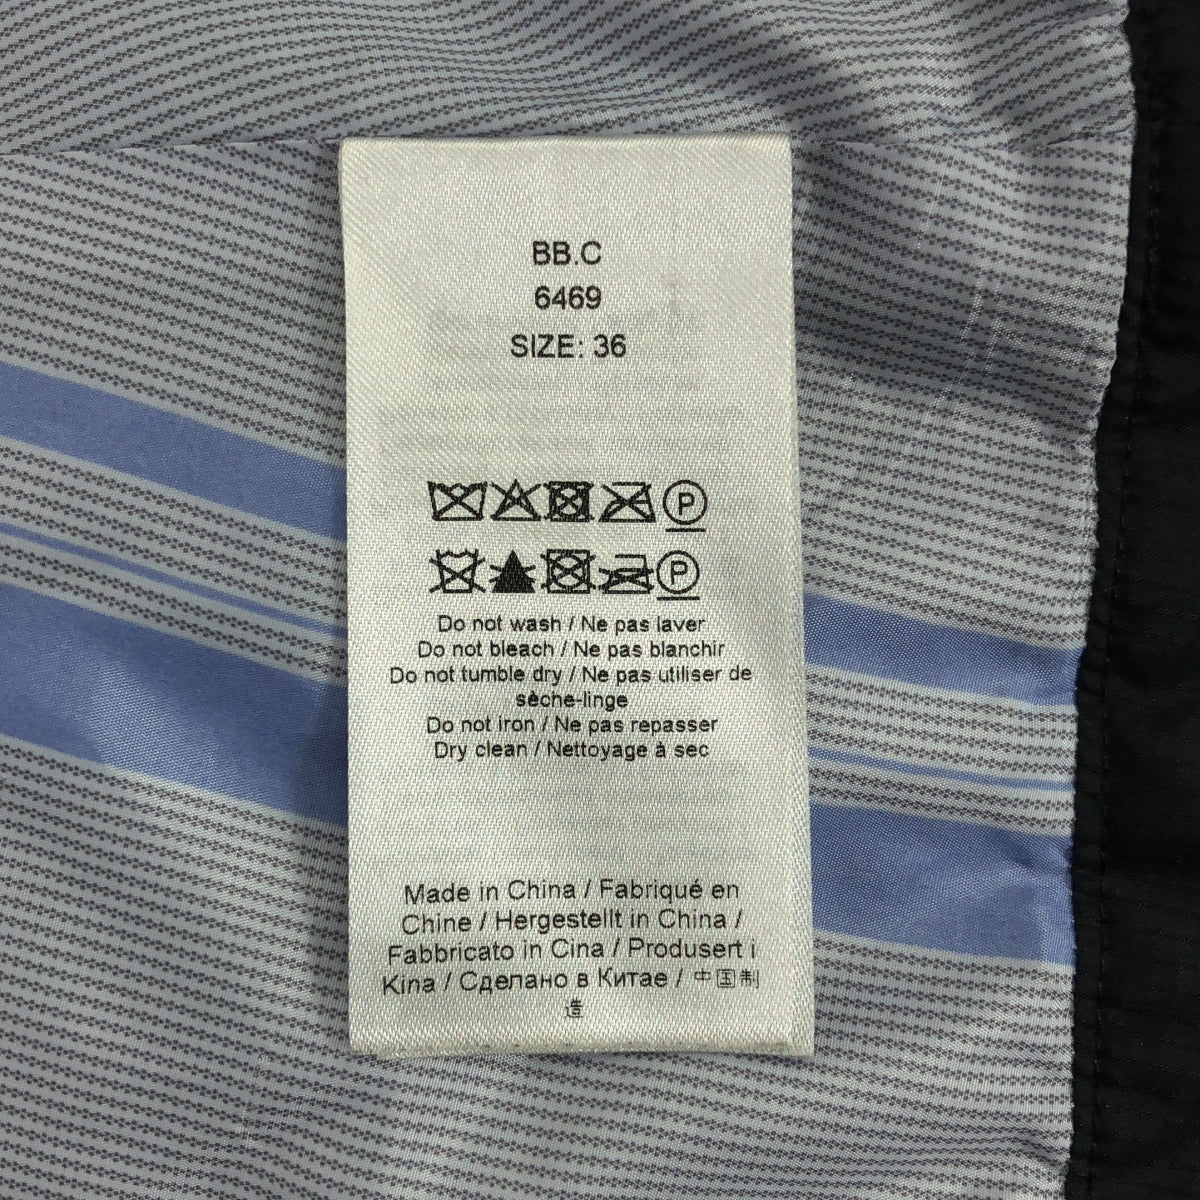 BB.C
6469
SIZE: 36
P
P
Do not wash / Ne pas laver
Do not bleach / Ne pas blanchir
Do not tumble dry / Ne pas utiliser de
sèche-linge
Do not iron / Ne pas repasser
Dry clean / Nettoyage à sec
Made in China / Fabriqué en
Chine / Hergestellt in China /
Fabbricato in Cina / Produsert i
Kina / Сделано в Китае / 中国制
造